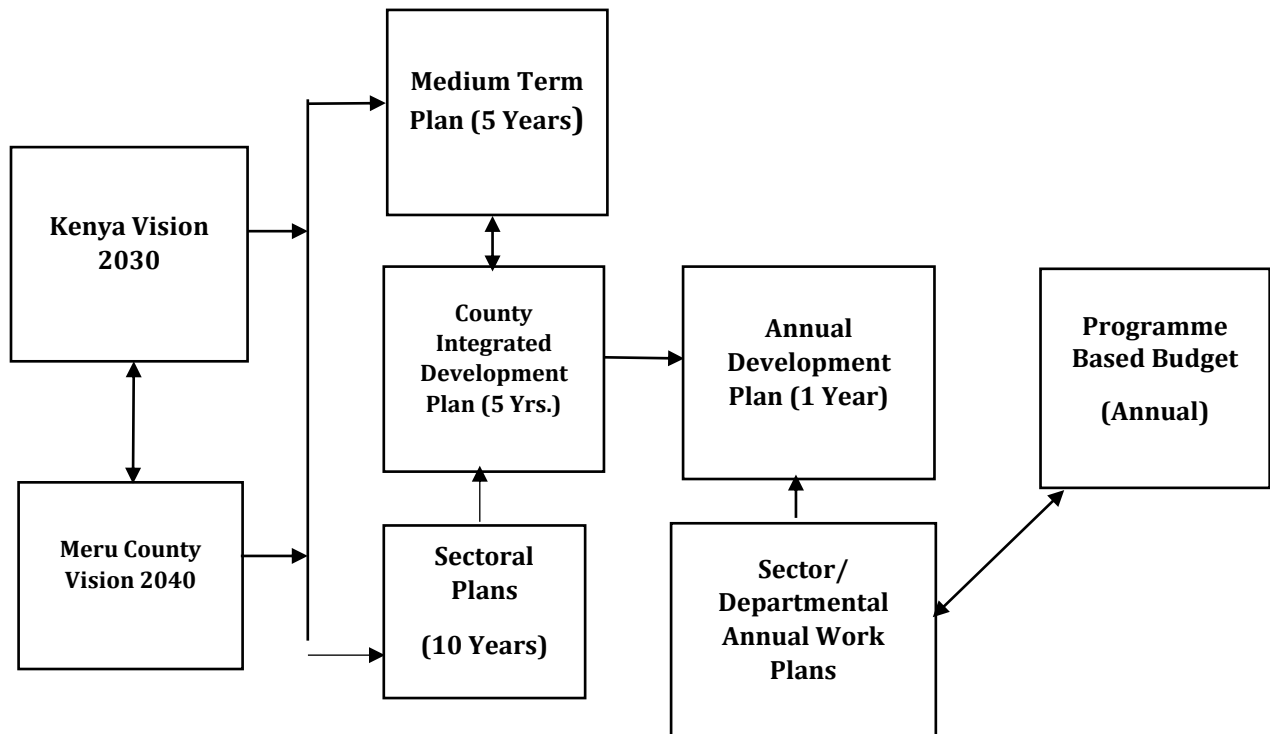 Medium Term
Plan (5 Years)
Kenya Vision
2030
County
Integrated
Development
Plan (5 Yrs.)
Annual
Development
Plan (1 Year)
Programme
Based Budget
(Annual)
Meru County
Vision 2040
Sectoral
Plans
(10 Years)
Sector/
Departmental
Annual Work
Plans